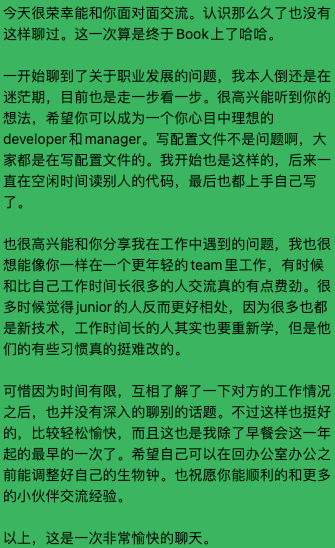 今天很荣幸能和你面对面交流。认识那么久了也没有
这样聊过。这一次算是终于Book上了哈哈。
一开始聊到了关于职业发展的问题，我本人倒还是在
迷茫期，目前也是走一步看一步。很高兴能听到你的
想法，希望你可以成为一个你心目中理想的
developer和manager。写配置文件不是问题啊，大
家都是在写配置文件的。我开始也是这样的，后来一
直在空闲时间读别人的代码，最后也都上手自己写
了。
也很高兴能和你分享我在工作中遇到的问题，我也很
想能像你一样在一个更年轻的team里工作，有时候
和比自己工作时间长很多的人交流真的有点费劲。很
多时候觉得junior的人反而更好相处，因为很多也都
是新技术，工作时间长的人其实也要重新学，但是他
们的有些习惯真的挺难改的。
可惜因为时间有限，互相了解了一下对方的工作情况
之后，也并没有深入的聊别的话题。不过这样也挺好
的，比较轻松愉快，而且这也是我除了早餐会这一年
起的最早的一次了。希望自己可以在回办公室办公之
前能调整好自己的生物钟。也祝愿你能顺利的和更多
的小伙伴交流经验。
以上，这是一次非常愉快的聊天。